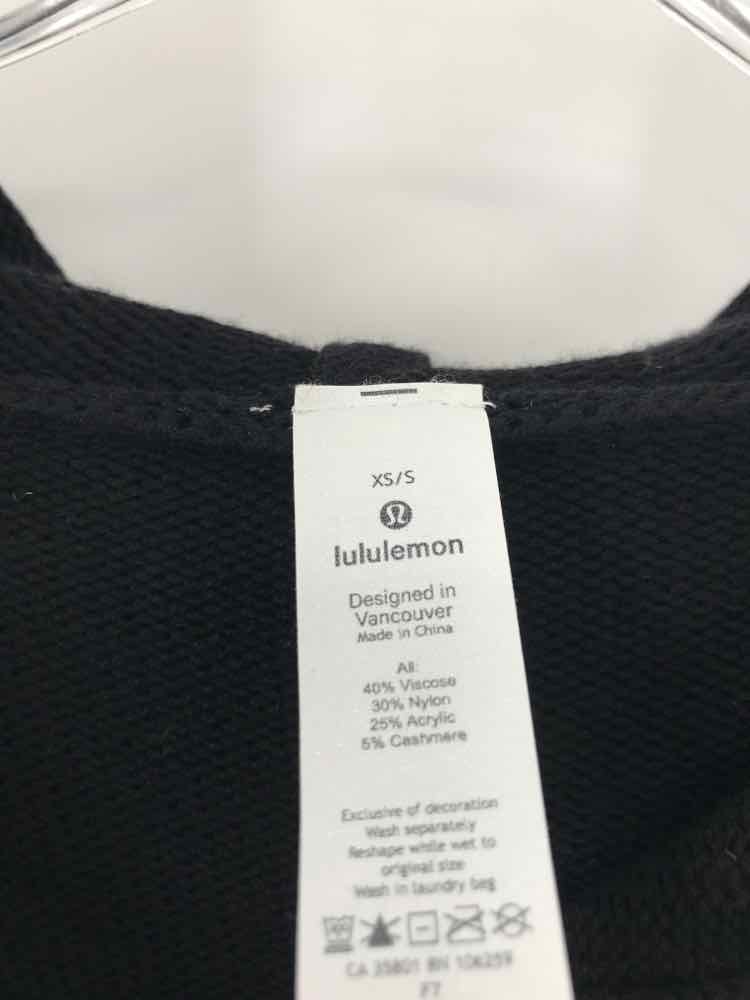 XS/S
lululemon
Designed in
Vancouver
Made in China
All:
40% Viscose
30% Nylon
25% Acrylic
5% Cashmere
Exclusive of decoration
Wash separately
Reshape while wet to
original size
Wash in laundry bag
CA 35801 RN 106259
F7